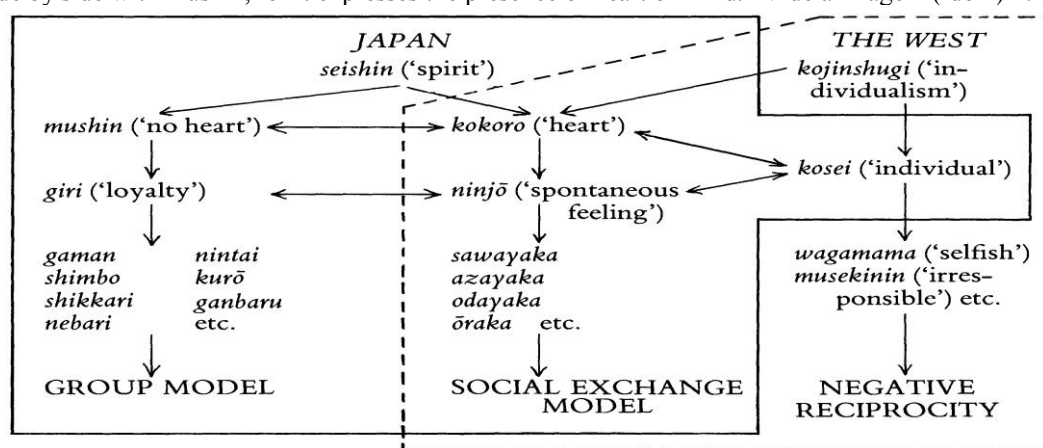 JAPAN
seishin ('spirit')
mushin ('no heart')
giri ('loyalty')
gaman nintai
shimbo kurō
shikkari ganbaru
nebari etc.
GROUP MODEL
kokoro ('heart')
ninjō ('spontaneous
feeling')
sawayaka
azayaka
odayaka
ōraka etc.
SOCIAL EXCHANGE
MODEL
THE WEST
kojinshugi ('in-
dividualism')
kosei ('individual')
wagamama ('selfish')
musekinin ('irres-
ponsible') etc.
NEGATIVE
RECIPROCITY